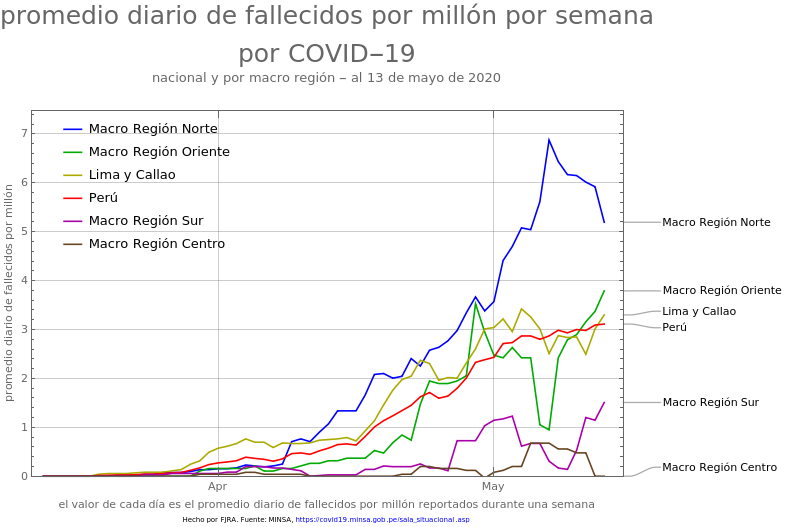 promedio diario de fallecidos por millón por semana
por COVID−19
nacional y por macro región − al 13 de mayo de 2020
Macro Región Norte
Macro Región Oriente
Lima y Callao
Perú
Macro Región Sur
Macro Región Centro
promedio diario de fallecidos por millón
7
6
5
4
3
2
1
0
Apr
May
Macro Región Norte
Macro Región Oriente
Lima y Callao
Perú
Macro Región Sur
Macro Región Centro
el valor de cada día es el promedio diario de fallecidos por millón reportados durante una semana
Hecho por FJRA. Fuente: MINSA, https://covid19.minsa.gob.pe/sala_situacional.asp